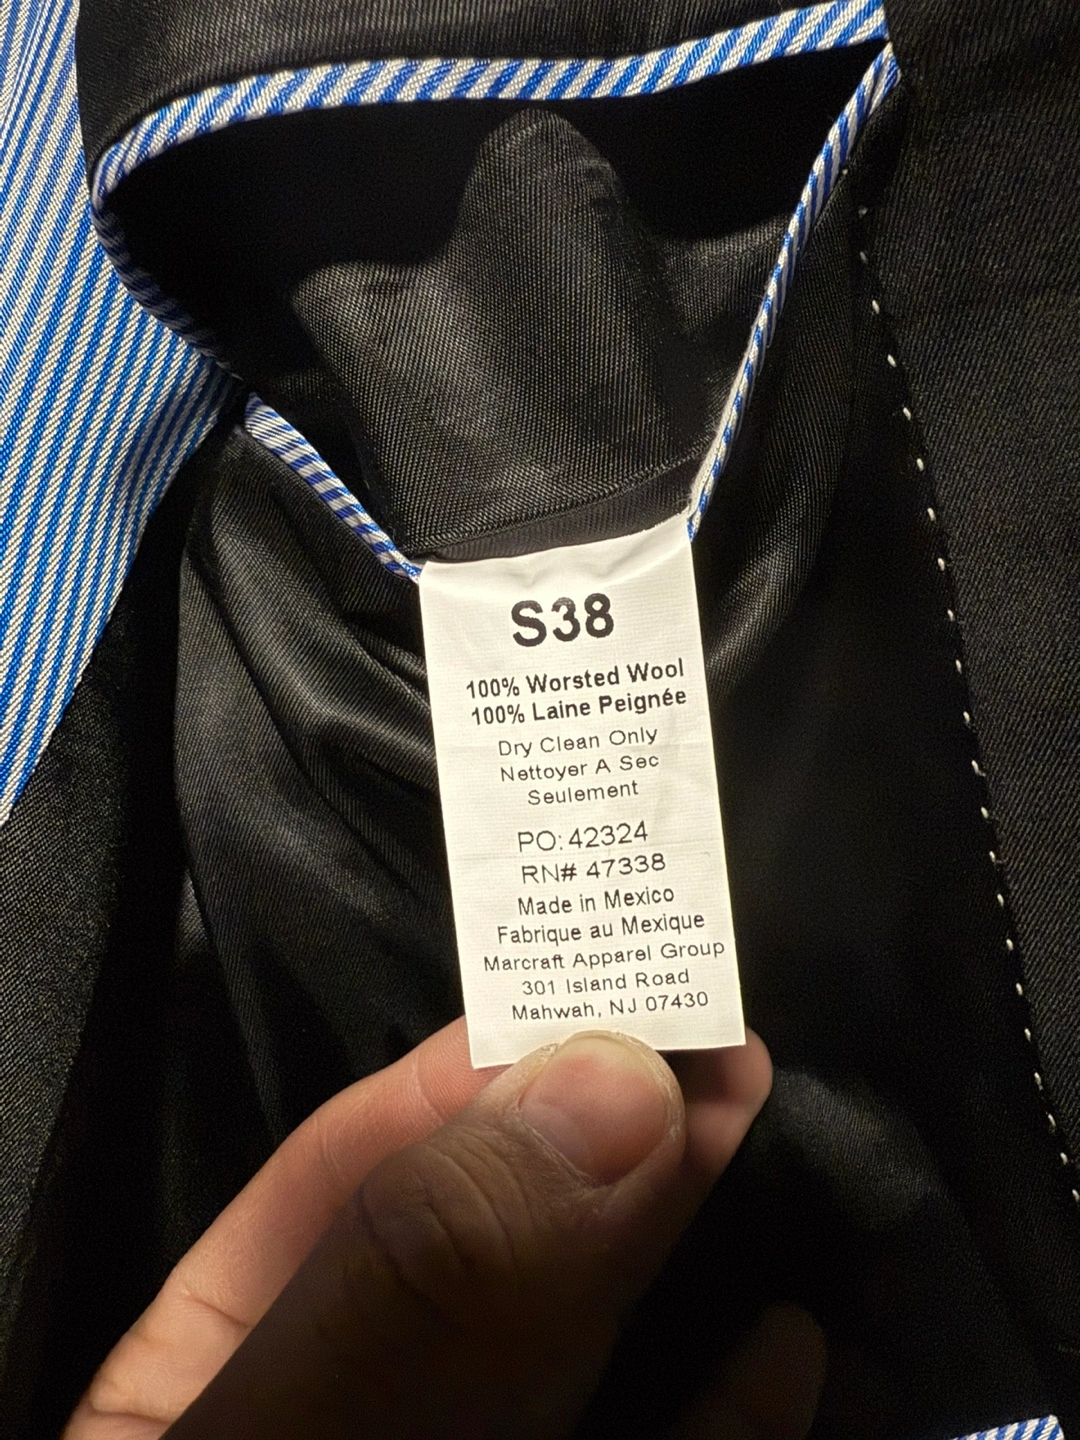 S38
100% Worsted Wool
100% Laine Peignée
Dry Clean Only
Nettoyer A Sec
Seulement
PO: 42324
RN# 47338
Made in Mexico
Fabrique au Mexique
Marcraft Apparel Group
301 Island Road
Mahwah, NJ 07430